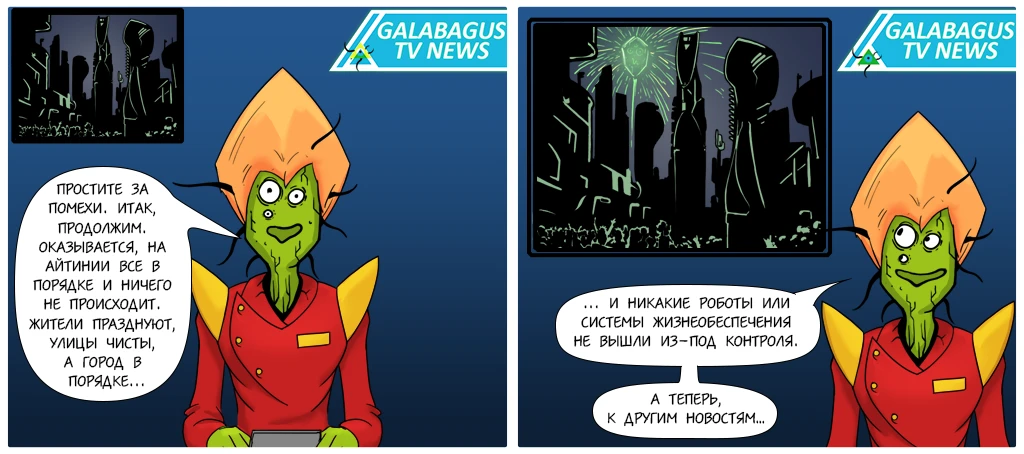 GALABAGUS
TV NEWS
ПРОСТИТЕ ЗА
ПОМЕХИ. ИТАК,
ПРОДОЛЖИМ.
ОКАЗЫВАЕТСЯ, НА
АЙТИНИИ ВСЕ В
ПОРЯДКЕ И НИЧЕГО
НЕ ПРОИСХОДИТ.
ЖИТЕЛИ ПРАЗДНУЮТ,
УЛИЦЫ ЧИСТЫ,
А ГОРОД В
ПОРЯДКЕ...
GALABAGUS
TV NEWS
... И НИКАКИЕ РОБОТЫ ИЛИ
СИСТЕМЫ ЖИЗНЕОБЕСПЕЧЕНИЯ
НЕ ВЫШЛИ ИЗ-ПОД КОНТРОЛЯ.
А ТЕПЕРЬ,
К ДРУГИМ НОВОСТЯМ...